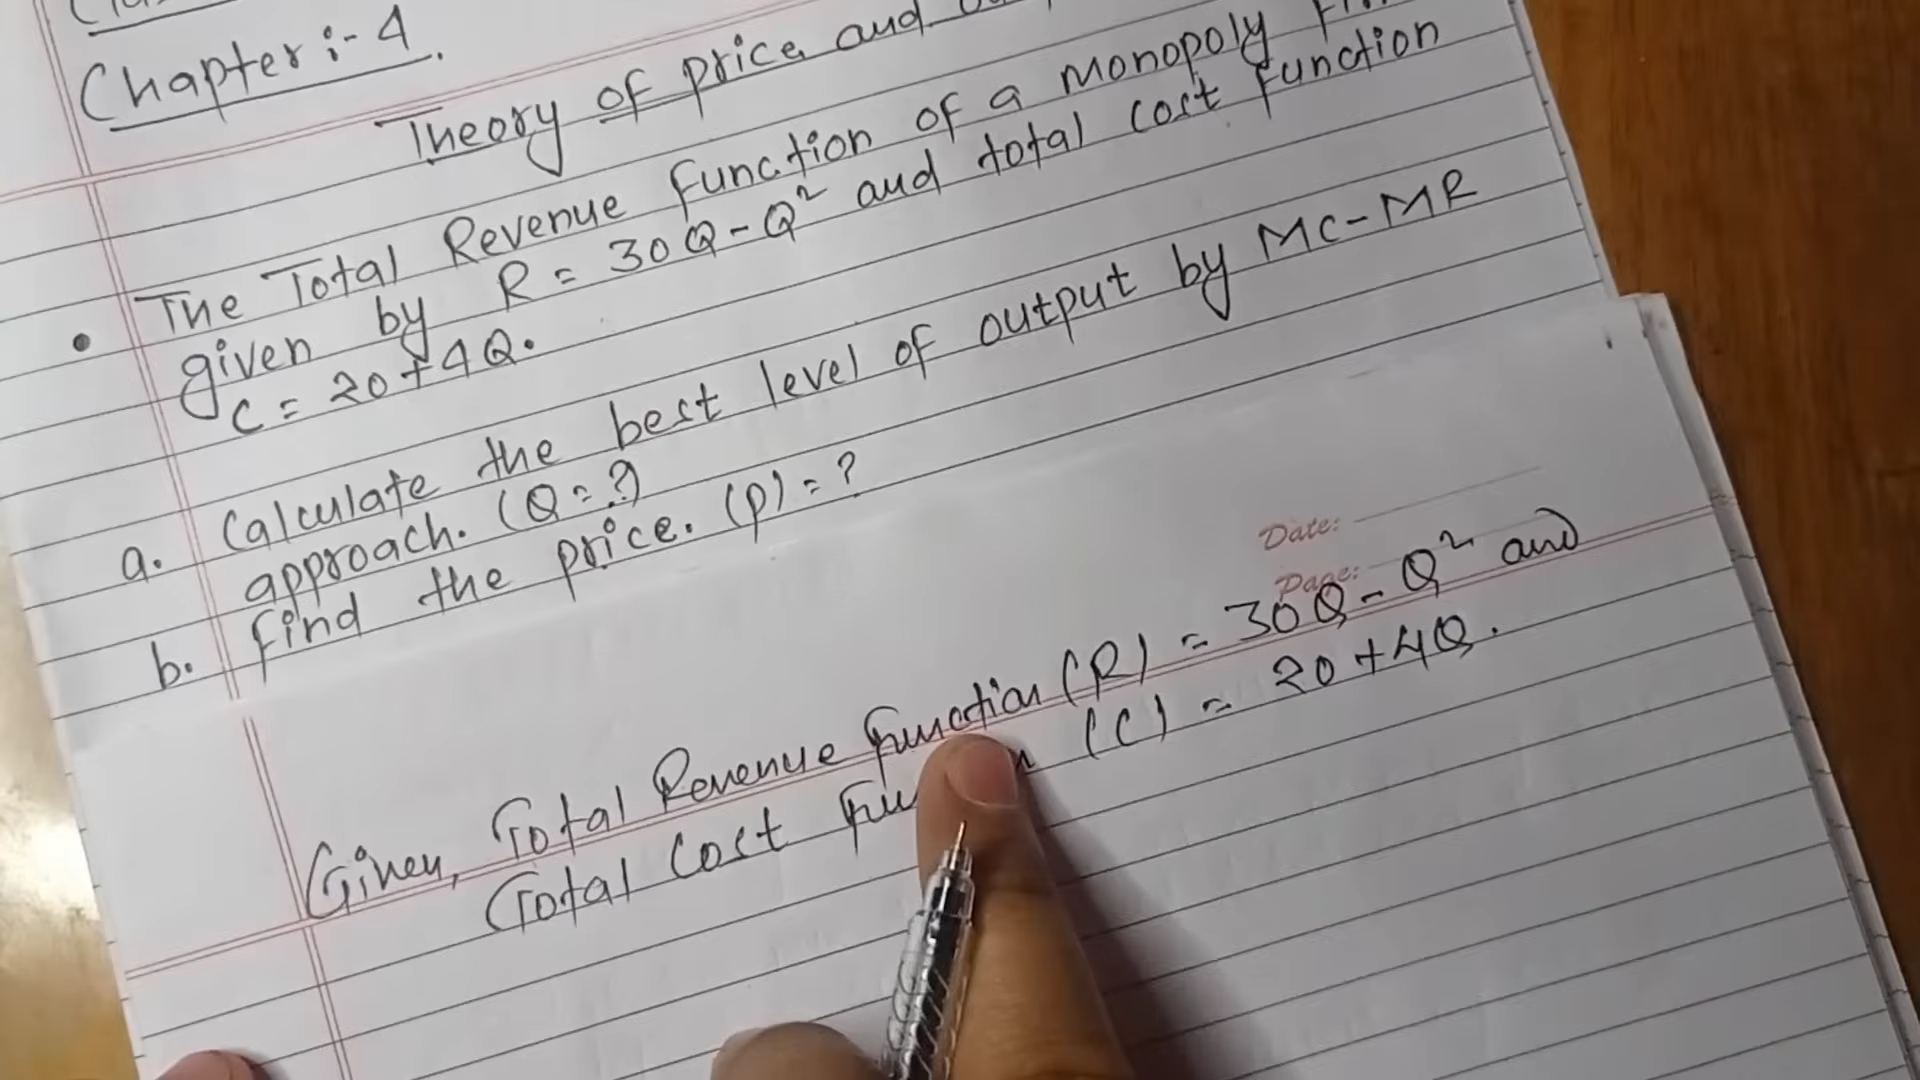 Chapter :- 4.
Theory of price and
The Total Revenue Function of a monopoly
given by R = 30Q - Q² and total cost function
C = 20 + 4Q.
a. Calculate the best level of output by MC-MR
approach. (Q = ?)
b. find the price. (p) = ?
Date:
Page:
Given, Total Revenue function (R) = 30Q - Q² and
Total Cost (C) = 20 + 4Q.